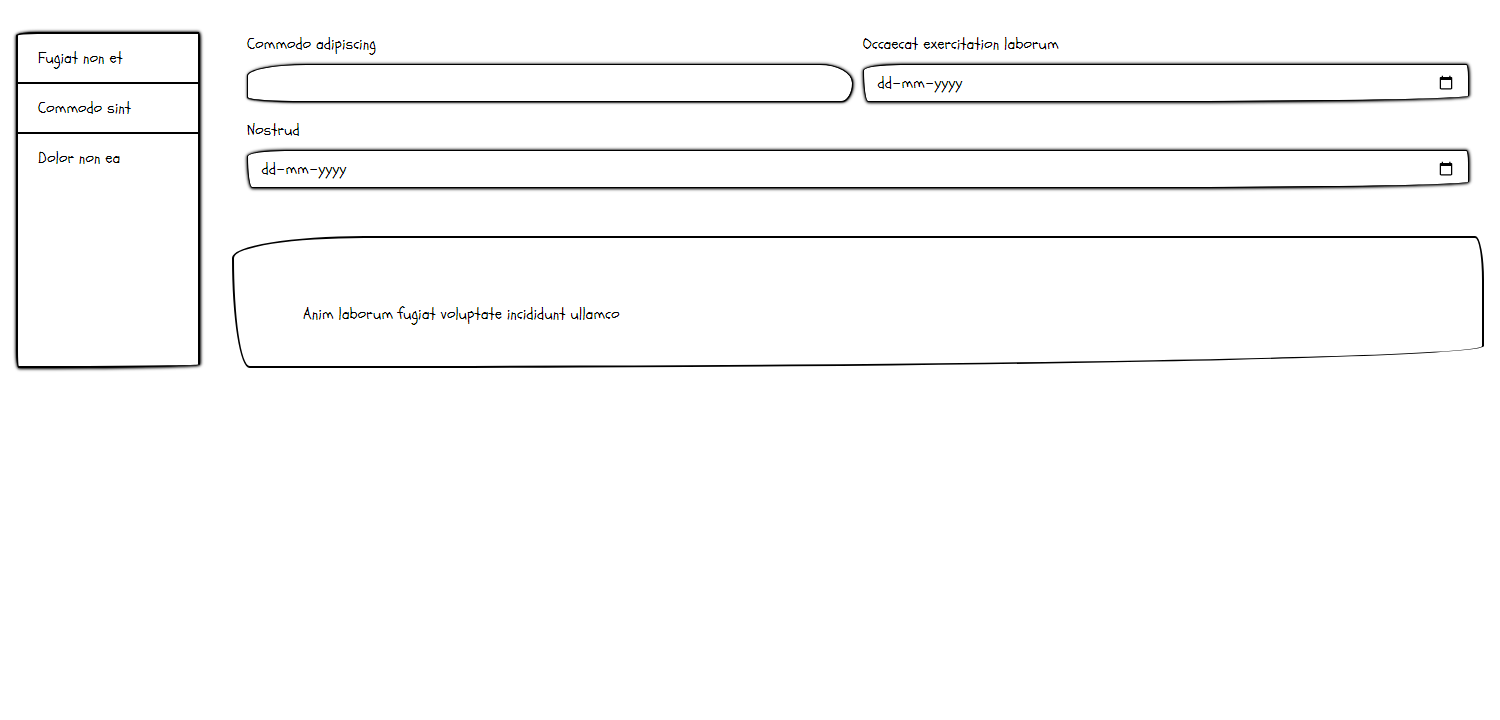 Fugiat non et
Commodo sint
Dolor non ea
Commodo adipiscing
Occaecat exercitation laborum
dd-mm-yyyy
Nostrud
dd-mm-yyyy
Anim laborum fugiat voluptate incididunt ullamco